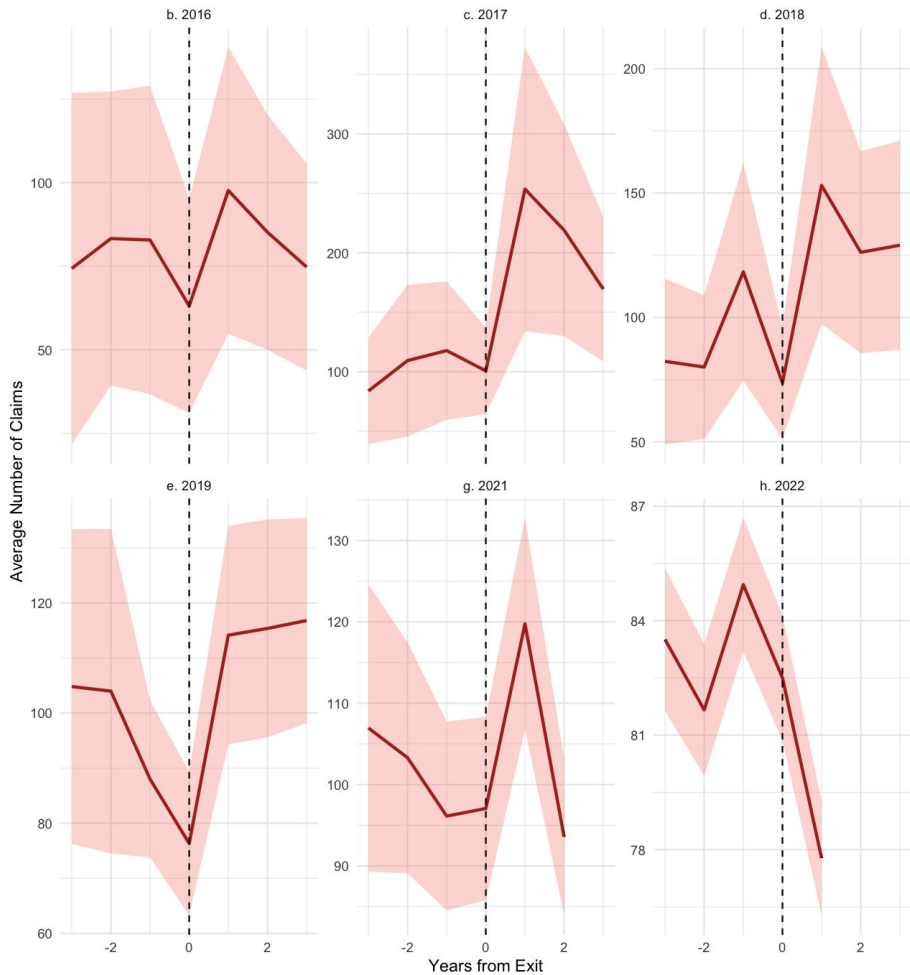 b. 2016
c. 2017
d. 2018
100
50
300
200
100
200
150
100
50
Average Number of Claims
e. 2019
g. 2021
h. 2022
120
100
80
60
130
120
110
100
90
87
84
81
78
-2 0 2
-2 0 2
-2 0 2
Years from Exit